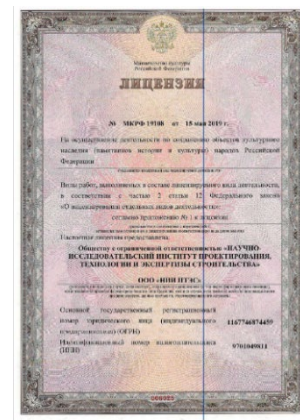 Министерство культуры
Российской Федерации
ЛИЦЕНЗИЯ
№ МКРФ 19186 от 15 мая 2019 г.
На осуществление деятельности по сохранению объектов культурного
наследия (памятников истории и культуры) народов Российской
Федерации
Виды работ, выполняемых в составе лицензируемого вида деятельности,
в соответствии с частью 2 статьи 12 Федерального закона
«О лицензировании отдельных видов деятельности»:
согласно приложению № 1 к лицензии
Настоящая лицензия предоставлена
Обществу с ограниченной ответственностью «НАУЧНО-
ИССЛЕДОВАТЕЛЬСКИЙ ИНСТИТУТ ПРОЕКТИРОВАНИЯ,
ТЕХНОЛОГИИ И ЭКСПЕРТИЗЫ СТРОИТЕЛЬСТВА»
ООО «НИИ ПТЭС»
Основной государственный регистрационный
номер юридического лица (индивидуального
предпринимателя) (ОГРН) 1167746874459
Идентификационный номер налогоплательщика
(ИНН) 9701049811